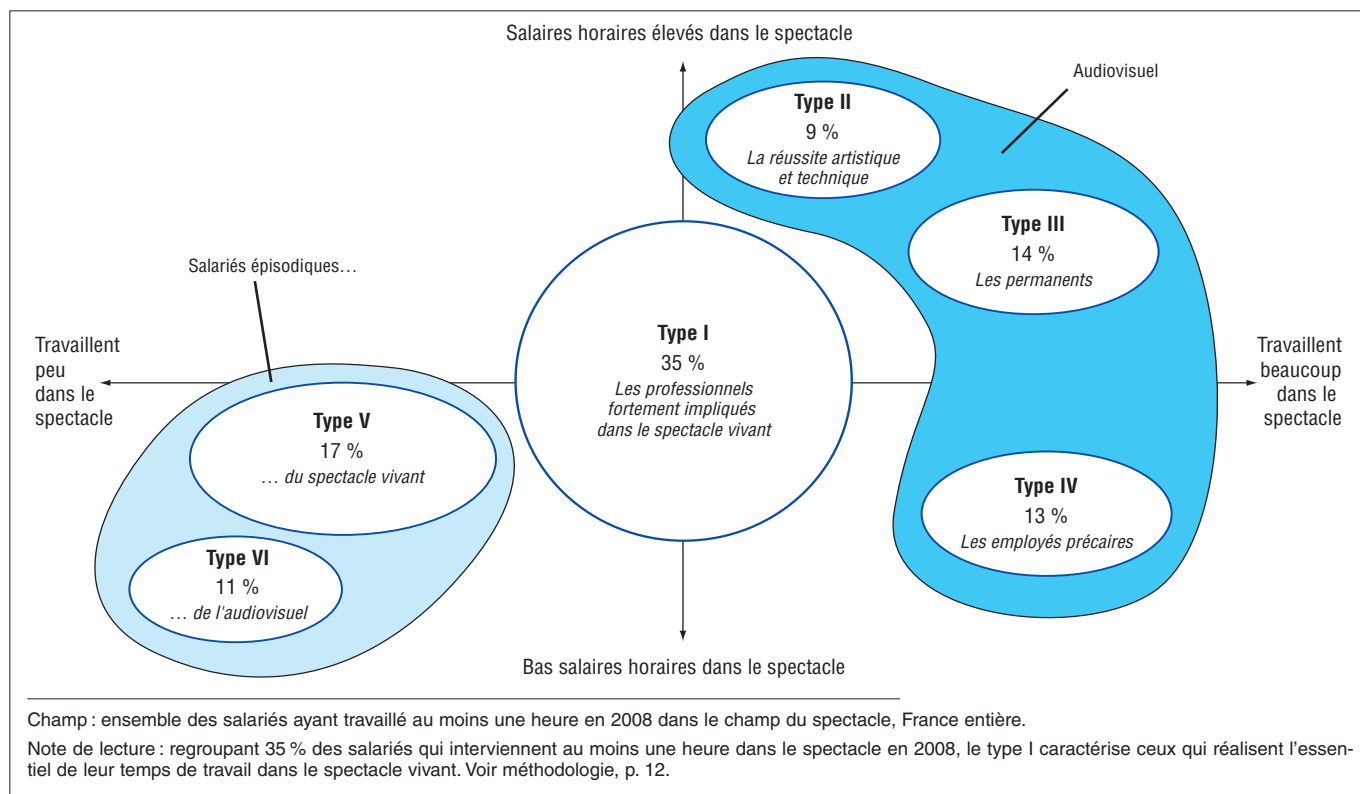 Salaires horaires élevés dans le spectacle
Audiovisuel
Type II
9 %
La réussite artistique
et technique
Type III
14 %
Les permanents
Salariés épisodiques…
Type I
35 %
Les professionnels
fortement impliqués
dans le spectacle vivant
Travaillent
peu
dans le
spectacle
Travaillent
beaucoup
dans le
spectacle
Type V
17 %
… du spectacle vivant
Type IV
13 %
Les employés précaires
Type VI
11 %
… de l'audiovisuel
Bas salaires horaires dans le spectacle
Champ : ensemble des salariés ayant travaillé au moins une heure en 2008 dans le champ du spectacle, France entière.
Note de lecture : regroupant 35 % des salariés qui interviennent au moins une heure dans le spectacle en 2008, le type I caractérise ceux qui réalisent l'essen-
tiel de leur temps de travail dans le spectacle vivant. Voir méthodologie, p. 12.